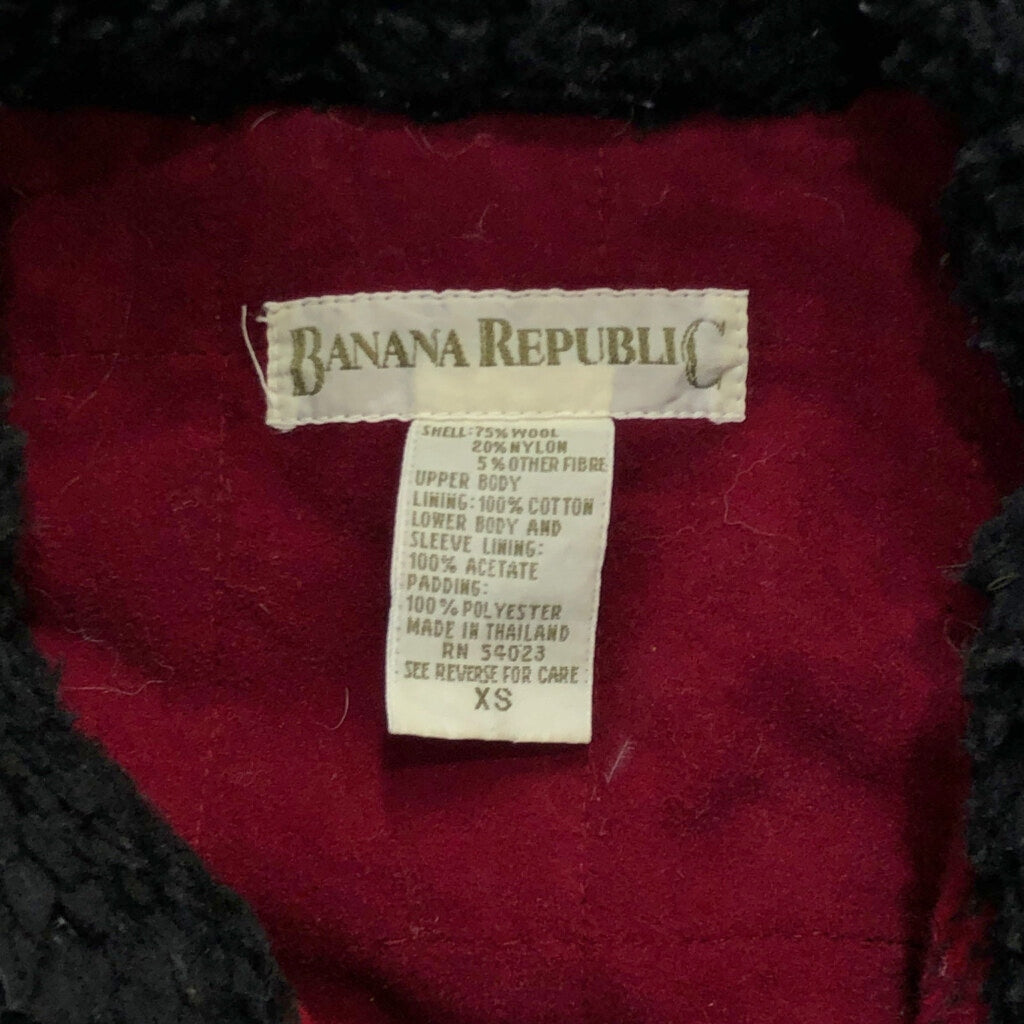 BANANA REPUBLIC
SHELL: 75% WOOL
20% NYLON
5% OTHER FIBRE
UPPER BODY
LINING: 100% COTTON
LOWER BODY AND
SLEEVE LINING:
100% ACETATE
PADDING:
100% POLYESTER
MADE IN THAILAND
RN 54023
SEE REVERSE FOR CARE
XS